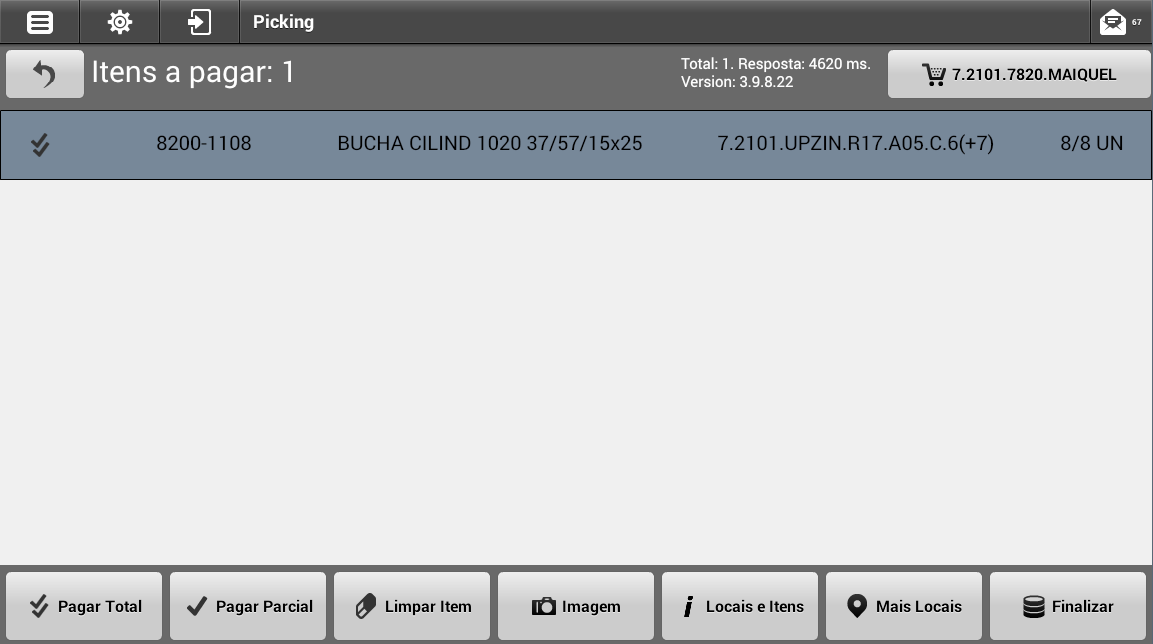 Picking
67
Itens a pagar: 1
Total: 1. Resposta: 4620 ms.
Version: 3.9.8.22
7.2101.7820.MAIQUEL
8200-1108 BUCHA CILIND 1020 37/57/15x25 7.2101.UPZIN.R17.A05.C.6(+7) 8/8 UN
Pagar Total Pagar Parcial Limpar Item Imagem Locais e Itens Mais Locais Finalizar